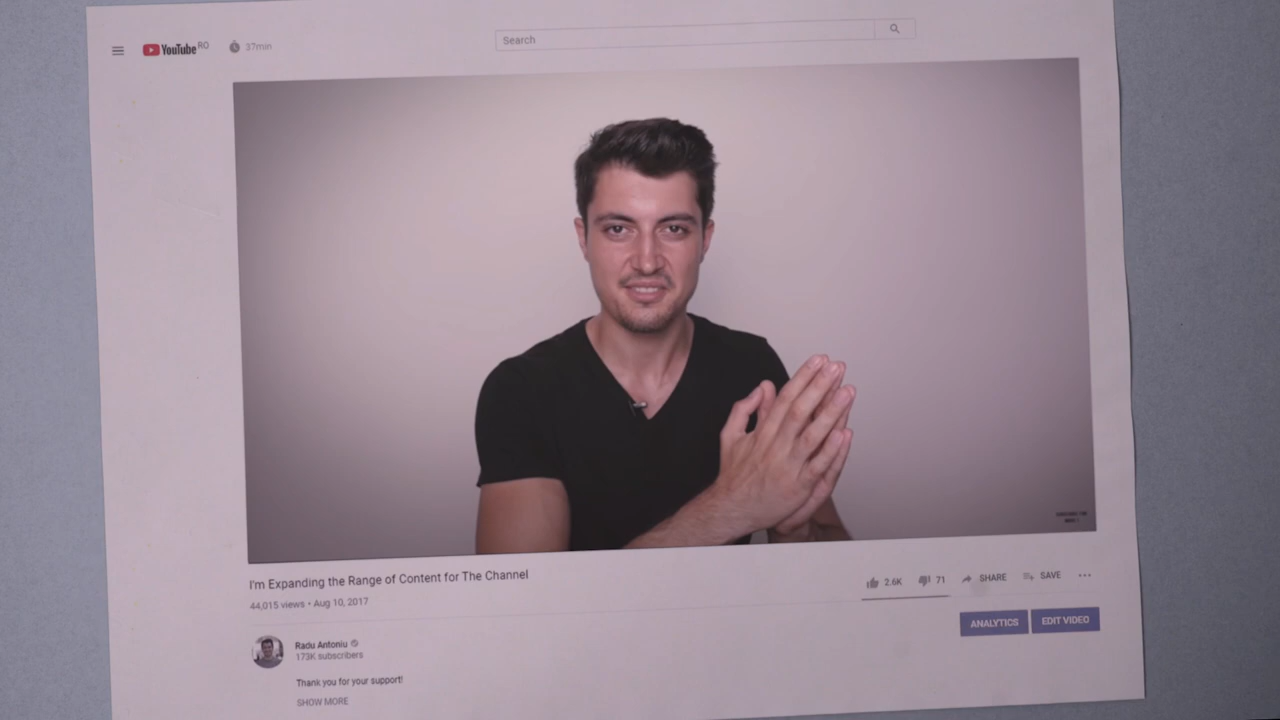 YouTube RO
37min
Search
I'm Expanding the Range of Content for The Channel
44,015 views • Aug 10, 2017
2.6K
71
SHARE
SAVE
ANALYTICS
EDIT VIDEO
Radu Antoniu
173K subscribers
Thank you for your support!
SHOW MORE